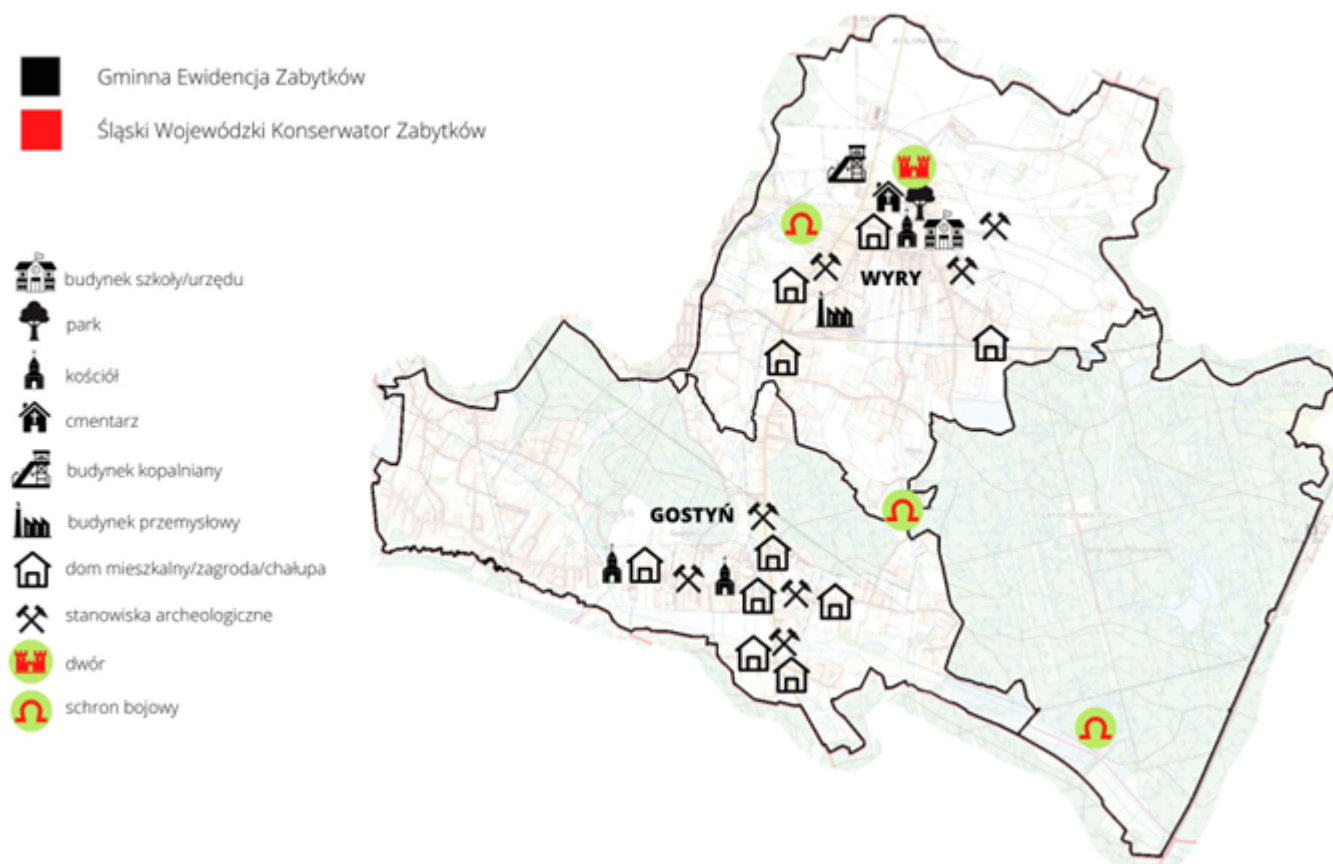 Gminna Ewidencja Zabytków
Śląski Wojewódzki Konserwator Zabytków
budynek szkoły/urzędu
park
kościół
cmentarz
budynek kopalniany
budynek przemysłowy
dom mieszkalny/zagroda/chałupa
stanowiska archeologiczne
dwór
schron bojowy
WYRY
GOSTYŃ